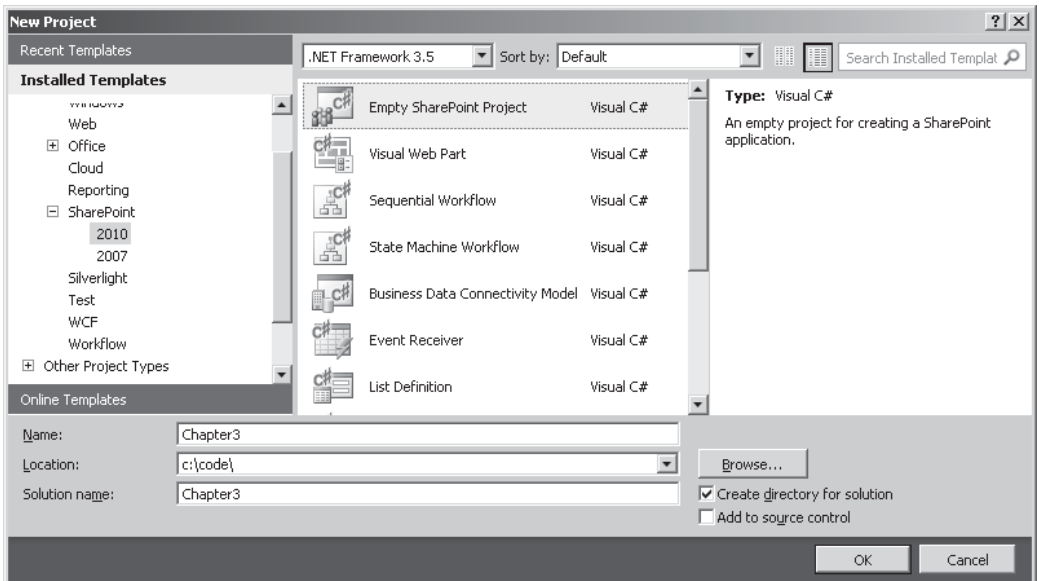 New Project
Recent Templates
.NET Framework 3.5
Sort by: Default
Search Installed Templat
Installed Templates
Windows
Web
Office
Cloud
Reporting
SharePoint
2010
2007
Silverlight
Test
WCF
Workflow
Other Project Types
Online Templates
Empty SharePoint Project Visual C#
Visual Web Part Visual C#
Sequential Workflow Visual C#
State Machine Workflow Visual C#
Business Data Connectivity Model Visual C#
Event Receiver Visual C#
List Definition Visual C#
Type: Visual C#
An empty project for creating a SharePoint
application.
Name: Chapter3
Location: c:\code\
Browse...
Solution name: Chapter3
Create directory for solution
Add to source control
OK Cancel